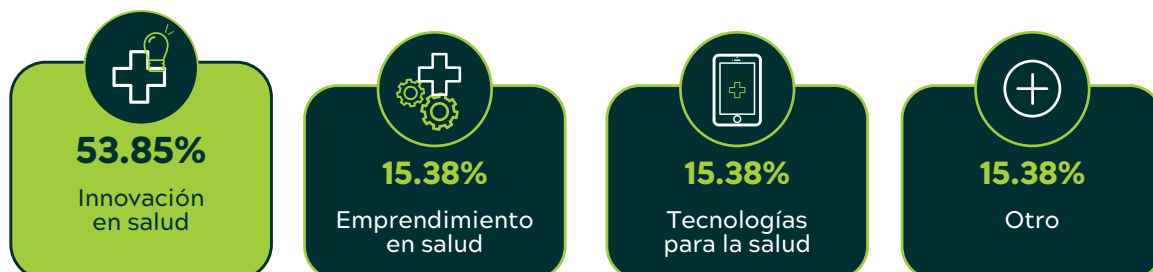 53.85%
Innovación
en salud
15.38%
Emprendimiento
en salud
15.38%
Tecnologías
para la salud
15.38%
Otro